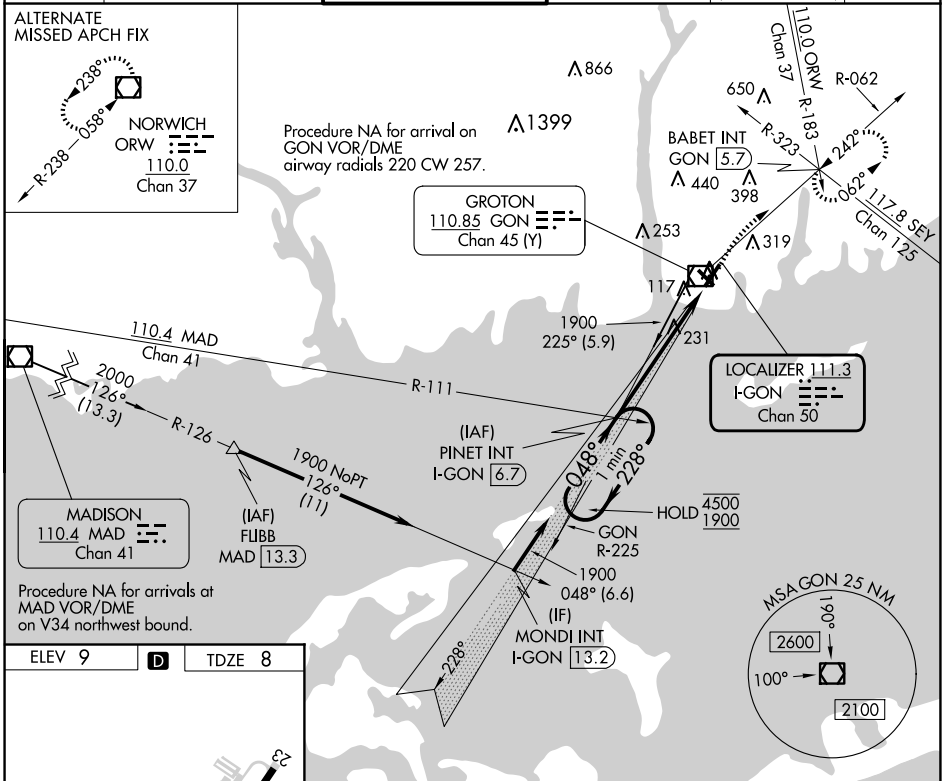 ALTERNATE
MISSED APCH FIX
238°
058°
R-238
NORWICH
ORW
110.0
Chan 37
866
1399
Procedure NA for arrival on
GON VOR/DME
airway radials 220 CW 257.
110.0 ORW
Chan 37
R-183
R-062
650
R-323
BABET INT
GON 5.7
242°
062°
440
398
117.8 SEY
Chan 125
GROTON
110.85 GON
Chan 45 (Y)
253
319
117
231
1900
225° (5.9)
110.4 MAD
Chan 41
R-111
LOCALIZER 111.3
I-GON
Chan 50
2000
126°
(13.3)
R-126
(IAF)
PINET INT
I-GON 6.7
048°
1 min
228°
1900 NoPT
126°
(11)
HOLD 4500
1900
MADISON
110.4 MAD
Chan 41
(IAF)
FLIBB
MAD 13.3
GON
R-225
1900
048° (6.6)
(IF)
MONDI INT
I-GON 13.2
228°
Procedure NA for arrivals at
MAD VOR/DME
on V34 northwest bound.
MSA GON 25 NM
190°
2600
100°
2100
ELEV 9
D
TDZE 8
23